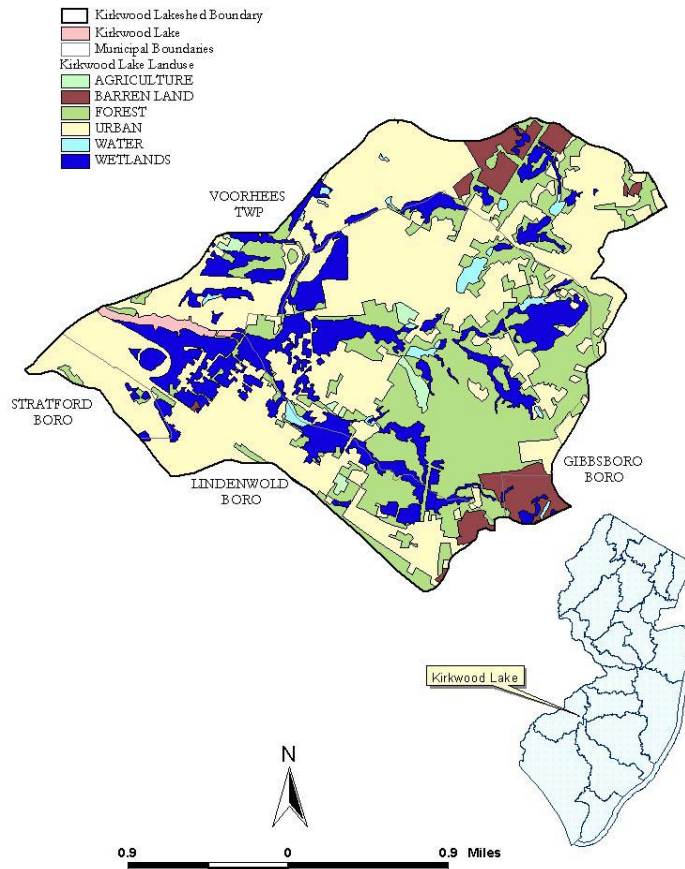 Kirkwood Lakeshed Boundary
Kirkwood Lake
Municipal Boundaries
Kirkwood Lake Landuse
AGRICULTURE
BARREN LAND
FOREST
URBAN
WATER
WETLANDS
VOORHEES
TWP
STRATFORD
BORO
LINDENWOLD
BORO
GIBBSBORO
BORO
Kirkwood Lake
N
0.9 0 0.9 Miles